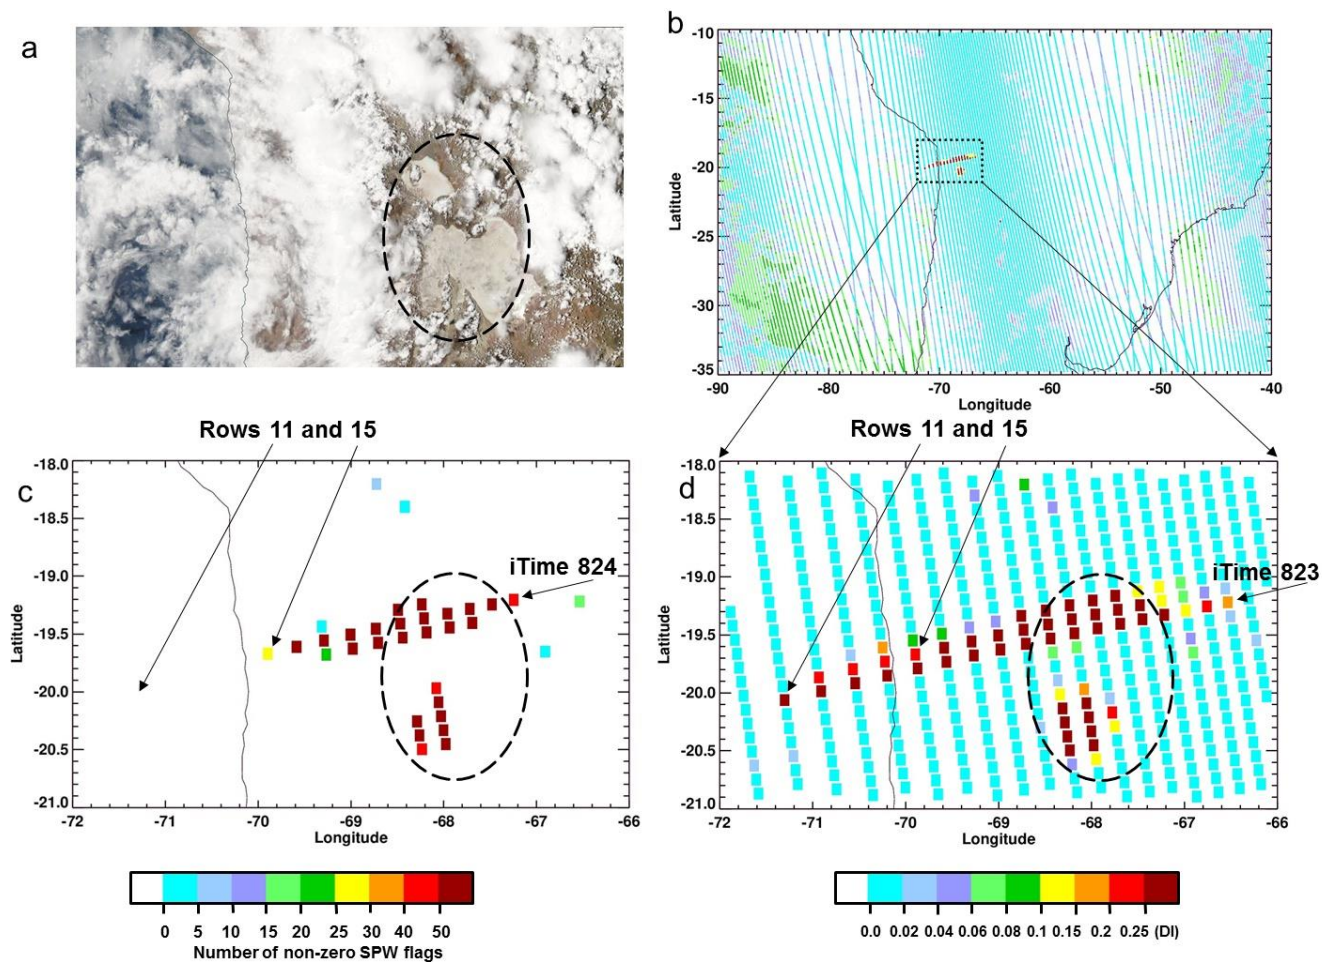 a
b
-10
-15
-20
-25
-30
-35
Latitude
-90
-80
-70
-60
-50
-40
Longitude
Rows 11 and 15
Rows 11 and 15
c
-18.0
-18.5
-19.0
-19.5
-20.0
-20.5
-21.0
Latitude
iTime 824
-72
-71
-70
-69
-68
-67
-66
Longitude
d
-18.0
-18.5
-19.0
-19.5
-20.0
-20.5
-21.0
Latitude
iTime 823
-72
-71
-70
-69
-68
-67
-66
Longitude
0 5 10 15 20 25 30 40 50
Number of non-zero SPW flags
0.0 0.02 0.04 0.06 0.08 0.1 0.15 0.2 0.25 (DI)